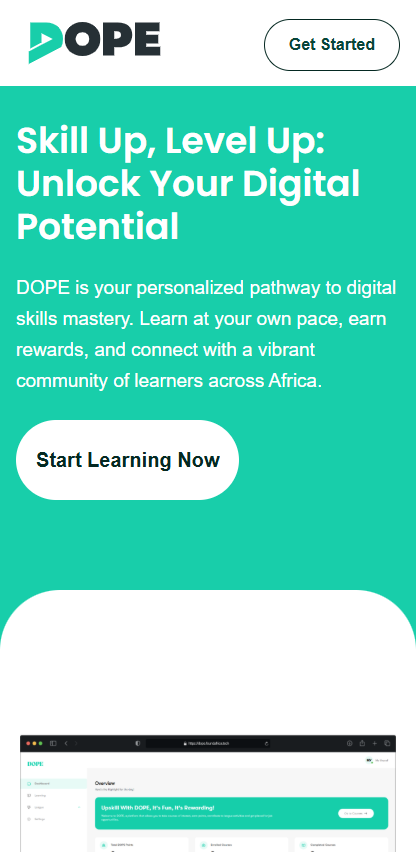 DOPE
Get Started
Skill Up, Level Up:
Unlock Your Digital
Potential
DOPE is your personalized pathway to digital
skills mastery. Learn at your own pace, earn
rewards, and connect with a vibrant
community of learners across Africa.
Start Learning Now
DOPE
Dashboard
Overview
Upskill With DOPE, It's Fun, It's Rewarding!